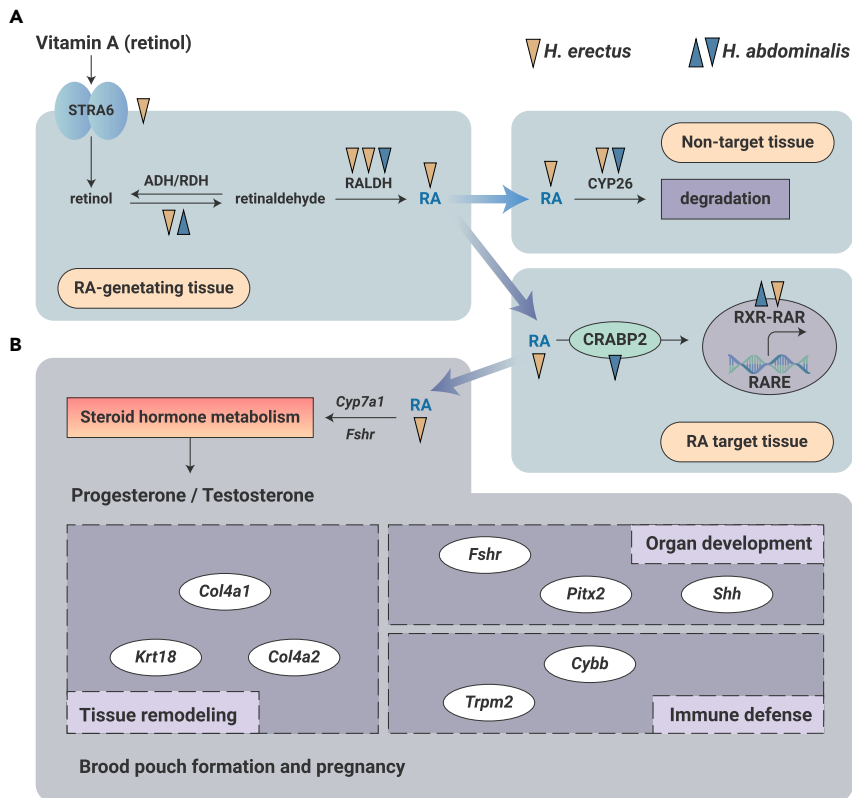 A
Vitamin A (retinol)
H. erectus
H. abdominalis
STRA6
Non-target tissue
ADH/RDH
RALDH
CYP26
retinol
retinaldehyde
RA
RA
degradation
RA-genetating tissue
RXR-RAR
RA
CRABP2
RARE
RA target tissue
B
Steroid hormone metabolism
Cyp7a1
Fshr
RA
Progesterone / Testosterone
Col4a1
Krt18
Col4a2
Tissue remodeling
Fshr
Organ development
Pitx2
Shh
Cybb
Trpm2
Immune defense
Brood pouch formation and pregnancy